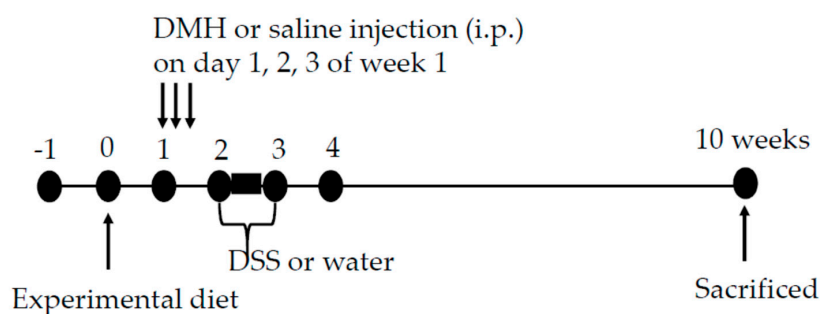 DMH or saline injection (i.p.)
on day 1, 2, 3 of week 1
-1 0 1 2 3 4 10 weeks
DSS or water
Experimental diet
Sacrificed